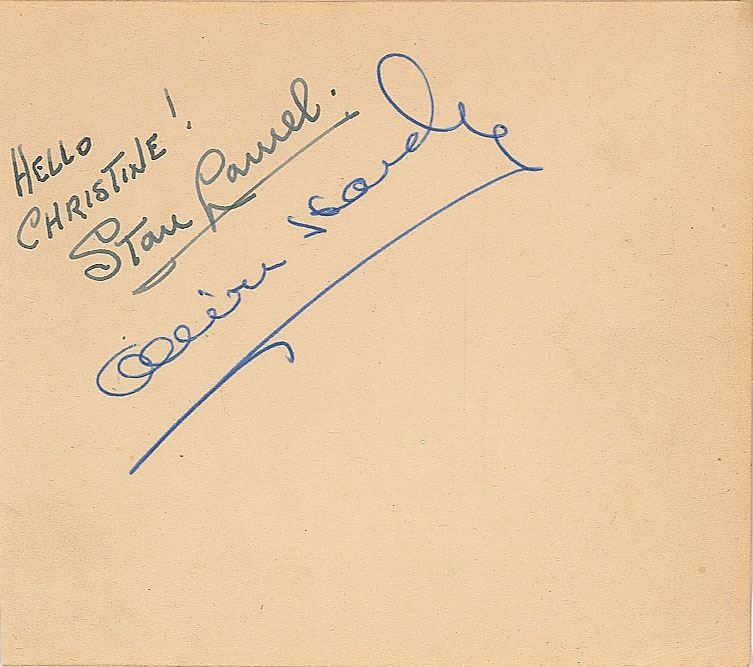 HELLO
CHRISTINE!
Stan Laurel.
Oliver Hardy